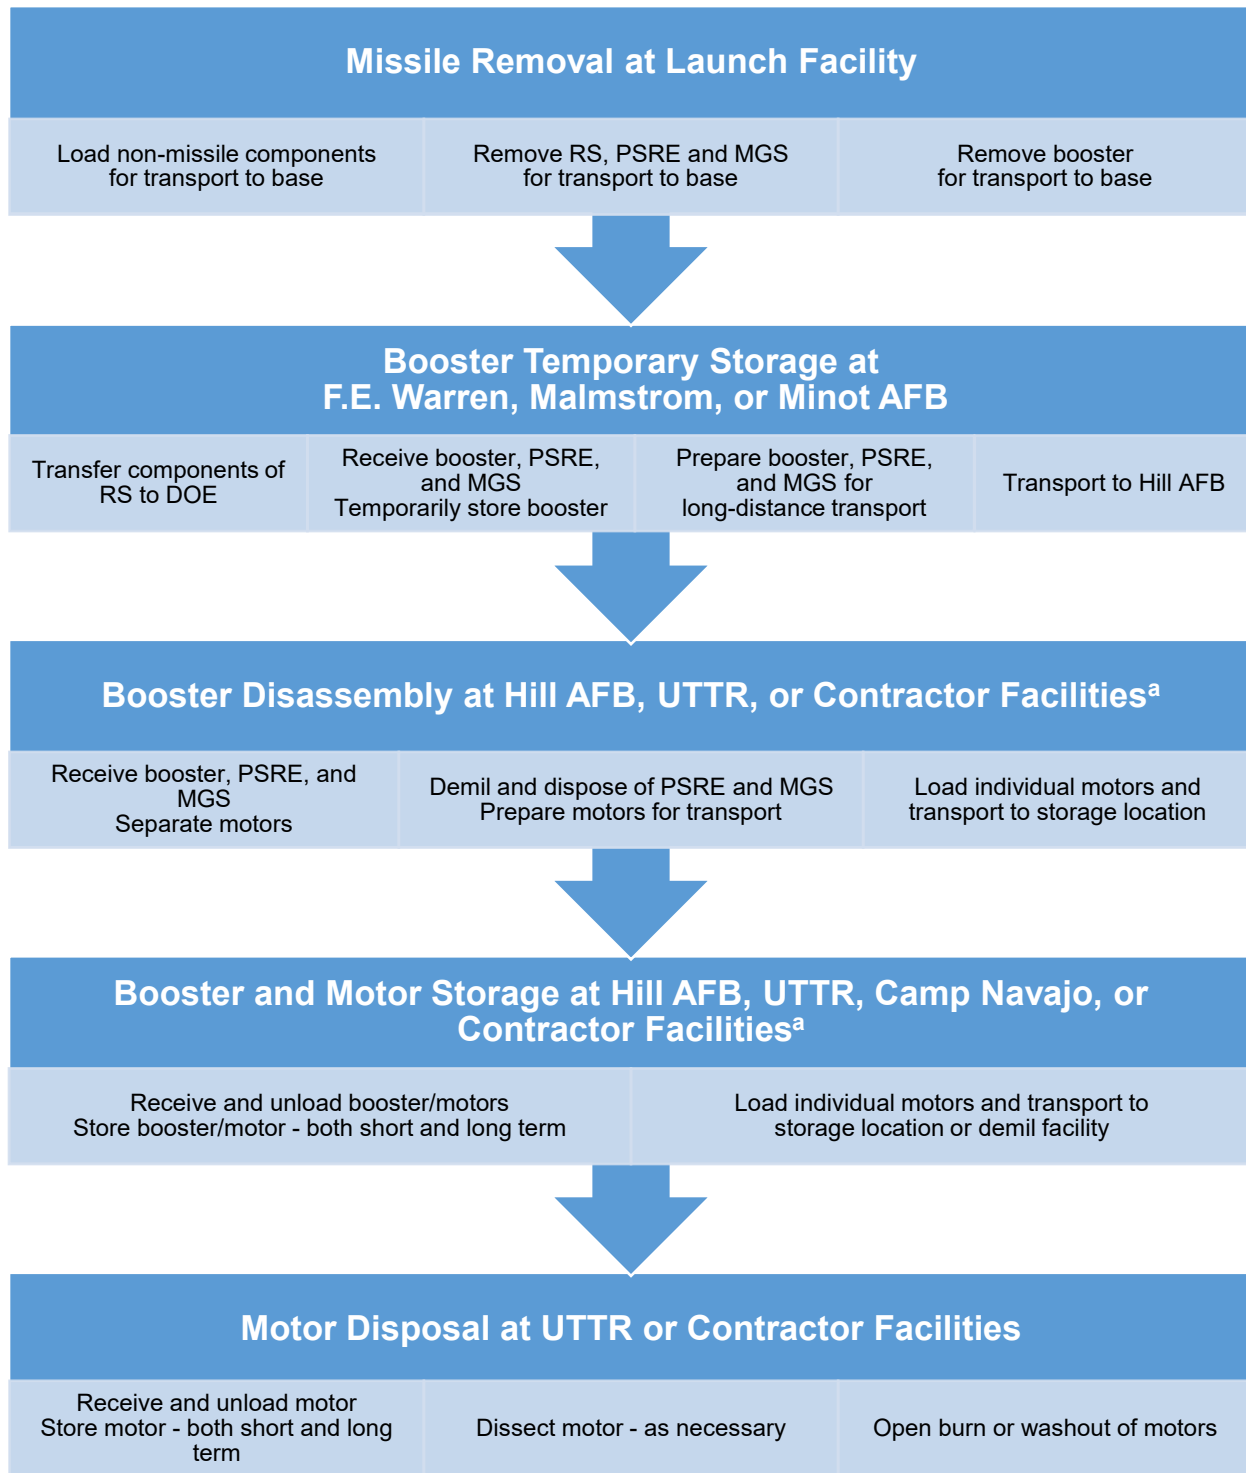 Missile Removal at Launch Facility
Load non-missile components
for transport to base
Remove RS, PSRE and MGS
for transport to base
Remove booster
for transport to base
Booster Temporary Storage at
F.E. Warren, Malmstrom, or Minot AFB
Transfer components of
RS to DOE
Receive booster, PSRE,
and MGS
Temporarily store booster
Prepare booster, PSRE,
and MGS for
long-distance transport
Transport to Hill AFB
Booster Disassembly at Hill AFB, UTTR, or Contractor Facilitiesᵃ
Receive booster, PSRE, and
MGS
Separate motors
Demil and dispose of PSRE and MGS
Prepare motors for transport
Load individual motors and
transport to storage location
Booster and Motor Storage at Hill AFB, UTTR, Camp Navajo, or
Contractor Facilitiesᵃ
Receive and unload booster/motors
Store booster/motor - both short and long term
Load individual motors and transport to
storage location or demil facility
Motor Disposal at UTTR or Contractor Facilities
Receive and unload motor
Store motor - both short and long
term
Dissect motor - as necessary
Open burn or washout of motors